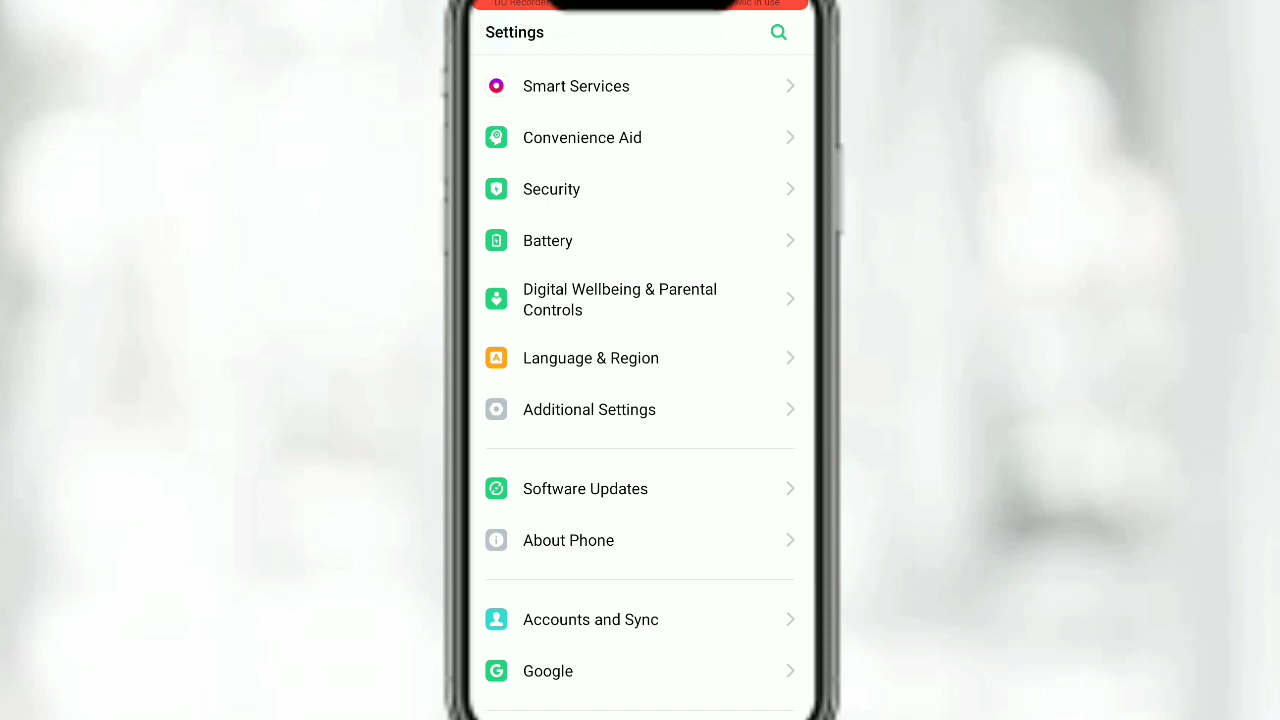 DU Recorder
Mic in use
Settings
Smart Services
Convenience Aid
Security
Battery
Digital Wellbeing & Parental
Controls
Language & Region
Additional Settings
Software Updates
About Phone
Accounts and Sync
Google